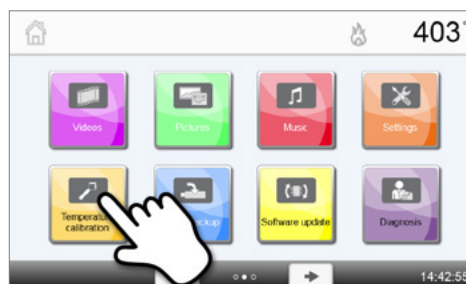 403°
Videos
Pictures
Music
Settings
Temperature
calibration
Software update
Diagnosis
14:42:55